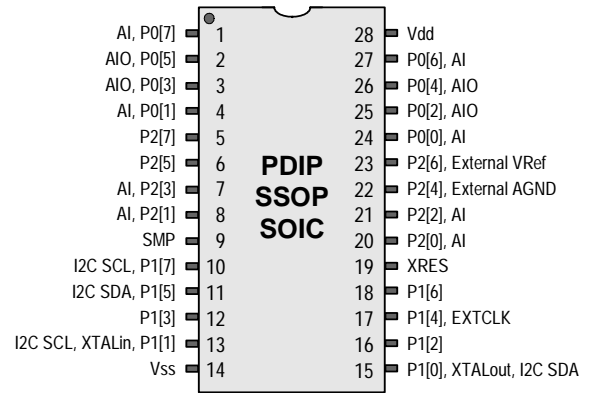 AI, P0[7] 1 28 Vdd
AIO, P0[5] 2 27 P0[6], AI
AIO, P0[3] 3 26 P0[4], AIO
AI, P0[1] 4 25 P0[2], AIO
P2[7] 5 24 P0[0], AI
P2[5] 6 PDIP 23 P2[6], External VRef
AI, P2[3] 7 SSOP 22 P2[4], External AGND
AI, P2[1] 8 SOIC 21 P2[2], AI
SMP 9 20 P2[0], AI
I2C SCL, P1[7] 10 19 XRES
I2C SDA, P1[5] 11 18 P1[6]
P1[3] 12 17 P1[4], EXTCLK
I2C SCL, XTALin, P1[1] 13 16 P1[2]
Vss 14 15 P1[0], XTALout, I2C SDA